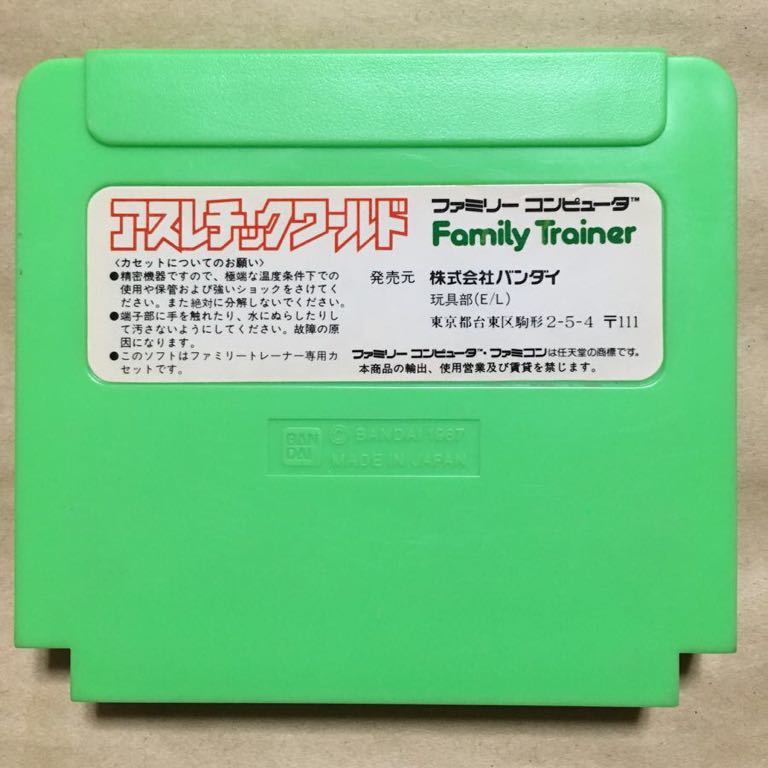 アスレチックワールド
ファミリー コンピュータ™
Family Trainer
〈カセットについてのお願い〉
●精密機器ですので、極端な温度条件下での
使用や保管および強いショックをさけてく
ださい。また絶対に分解しないでください。
●端子部に手を触れたり、水にぬらしたりし
て汚さないようにしてください。故障の原
因になります。
●このソフトはファミリートレーナー専用カ
セットです。
発売元 株式会社バンダイ
玩具部(E/L)
東京都台東区駒形2-5-4 〒111
ファミリー コンピュータ™・ファミコンは任天堂の商標です。
本商品の輸出、使用営業及び賃貸を禁じます。
BAN
DAI
© BANDAI 1987
MADE IN JAPAN